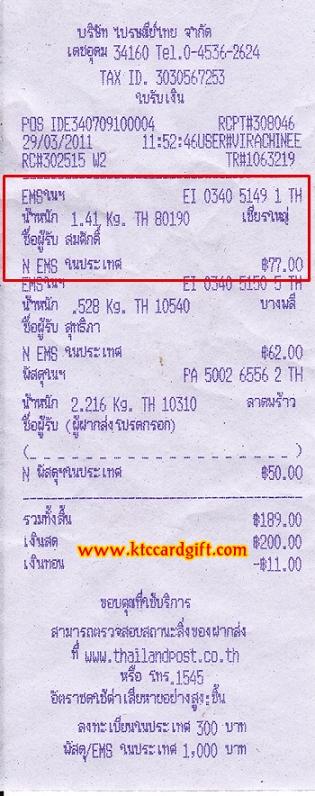 บริษัท ไปรษณีย์ไทย จำกัด
เดชอุดม 34160 Tel.0-4536-2624
TAX ID. 3030567253
ใบรับเงิน
POS IDE340709100004 RCPT#308046
29/03/2011 11:52:46USER#VIRACHINEE
RC#302515 W2 TR#1063219
EMSในฯ EI 0340 5149 1 TH
น้ำหนัก 1.41 Kg. TH 80190 เชียรใหญ่
ชื่อผู้รับ สมศักดิ์
N EMS ในประเทศ ฿77.00
EMSในฯ EI 0340 5150 5 TH
น้ำหนัก .528 Kg. TH 10540 บางพลี
ชื่อผู้รับ สุทธิภา
N EMS ในประเทศ ฿62.00
พัสดุในฯ PA 5002 6556 2 TH
น้ำหนัก 2.216 Kg. TH 10310 ลาดพร้าว
ชื่อผู้รับ (ผู้ฝากส่งโปรดกรอก)
(_ _ _ _ _ _ _ _ _ _ _ _ _ _ _ _ _ _)
N พัสดุฯในประเทศ ฿50.00
รวมทั้งสิ้น ฿189.00
เงินสด ฿200.00
www.ktccardgift.com
เงินทอน -฿11.00
ขอบคุณที่ใช้บริการ
สามารถตรวจสอบสถานะสิ่งของฝากส่ง
ที่ www.thailandpost.co.th
หรือ โทร.1545
อัตราชดใช้ค่าเสียหายอย่างสูง:ชิ้น
ลงทะเบียนในประเทศ 300 บาท
พัสดุ/EMS ในประเทศ 1,000 บาท